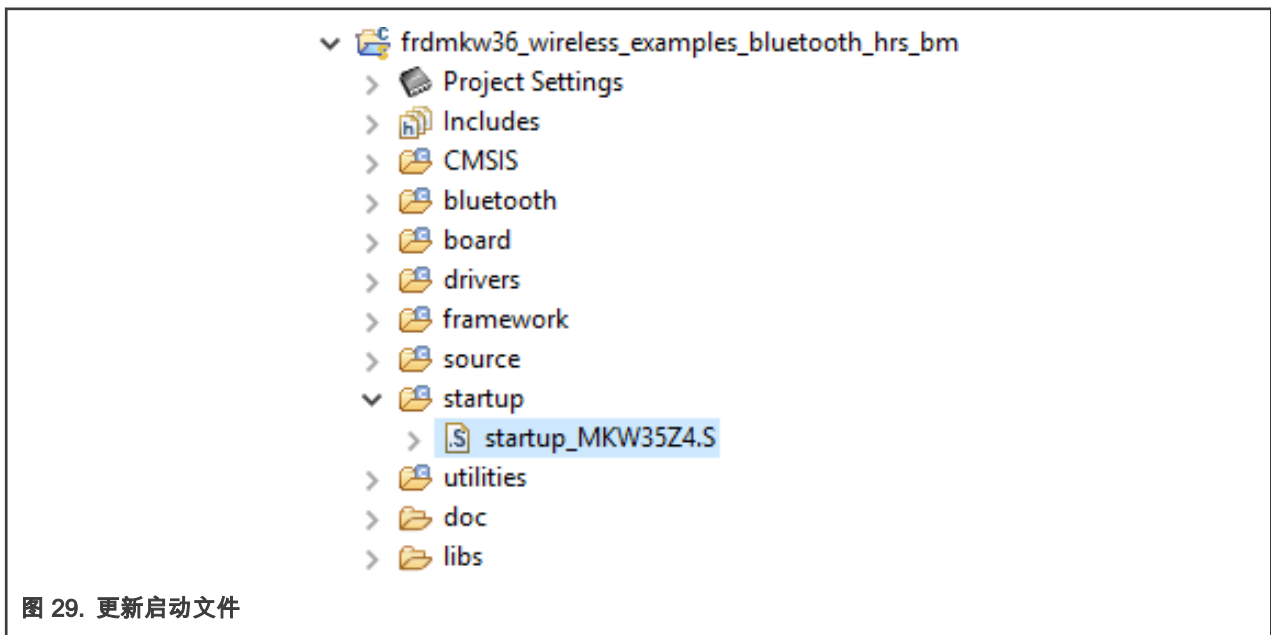 frdmkw36_wireless_examples_bluetooth_hrs_bm
Project Settings
Includes
CMSIS
bluetooth
board
drivers
framework
source
startup
startup_MKW35Z4.S
utilities
doc
libs
图 29. 更新启动文件